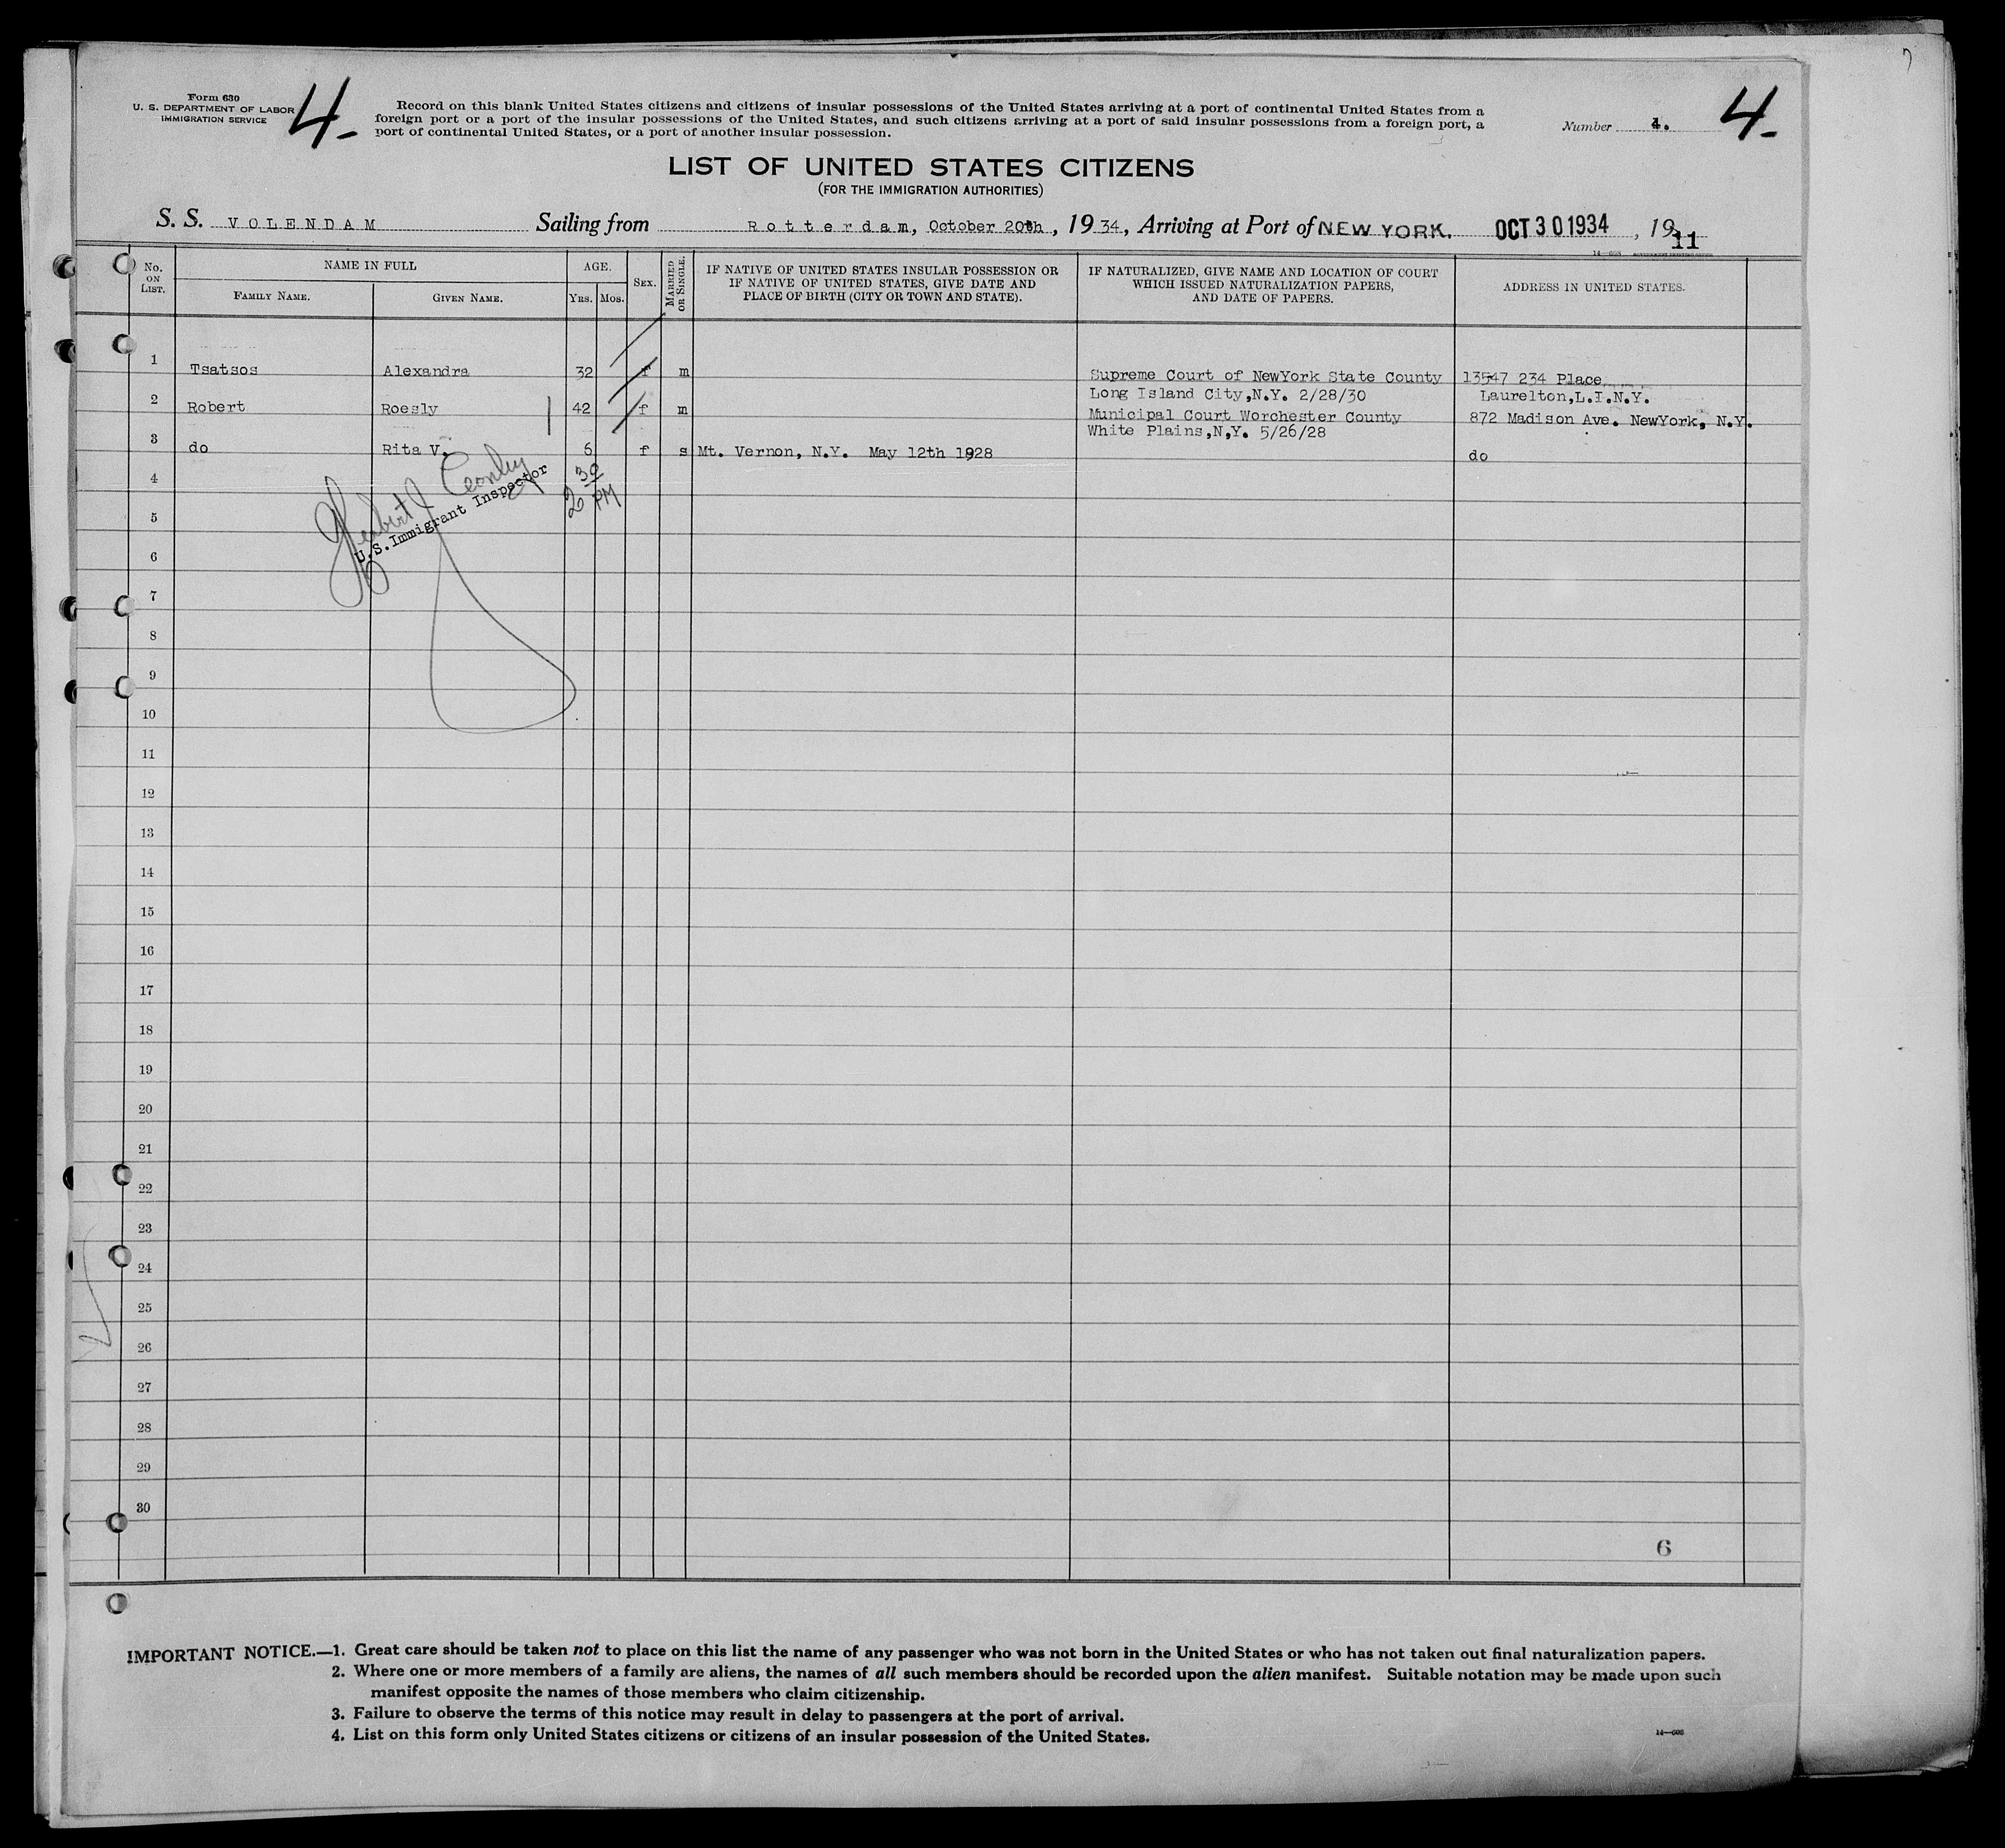 Form 630
U. S. DEPARTMENT OF LABOR
IMMIGRATION SERVICE
4-
Record on this blank United States citizens and citizens of insular possessions of the United States arriving at a port of continental United States from a
foreign port or a port of the insular possessions of the United States, and such citizens arriving at a port of said insular possessions from a foreign port, a
port of continental United States, or a port of another insular possession.
Number 4.
4-
LIST OF UNITED STATES CITIZENS
(FOR THE IMMIGRATION AUTHORITIES)
S. S. VOLENDAM Sailing from Rotterdam, October 20th, 1934, Arriving at Port of NEW YORK. OCT 30 1934, 19
11
No. ON LIST.
NAME IN FULL
FAMILY NAME.
GIVEN NAME.
AGE.
YRS. MOS.
SEX.
MARRIED OR SINGLE.
IF NATIVE OF UNITED STATES INSULAR POSSESSION OR
IF NATIVE OF UNITED STATES, GIVE DATE AND
PLACE OF BIRTH (CITY OR TOWN AND STATE).
IF NATURALIZED, GIVE NAME AND LOCATION OF COURT
WHICH ISSUED NATURALIZATION PAPERS,
AND DATE OF PAPERS.
ADDRESS IN UNITED STATES.
1 Tsatsos Alexandra 32 f m Supreme Court of NewYork State County 13547 234 Place
Long Island City,N.Y. 2/28/30 Laurelton,L.I.N.Y.
2 Robert Roesly 42 f m Municipal Court Worchester County 872 Madison Ave. NewYork, N.Y.
White Plains,N,Y. 5/26/28
3 do Rita V. 6 f s Mt. Vernon, N.Y. May 12th 1928 do
2 30 PM
Herbert J
U.S.Immigrant Inspector
4
5
6
7
8
9
10
11
12
13
14
15
16
17
18
19
20
21
22
23
24
25
26
27
28
29
30
6
IMPORTANT NOTICE.—1. Great care should be taken not to place on this list the name of any passenger who was not born in the United States or who has not taken out final naturalization papers.
2. Where one or more members of a family are aliens, the names of all such members should be recorded upon the alien manifest. Suitable notation may be made upon such
manifest opposite the names of those members who claim citizenship.
3. Failure to observe the terms of this notice may result in delay to passengers at the port of arrival.
4. List on this form only United States citizens or citizens of an insular possession of the United States.